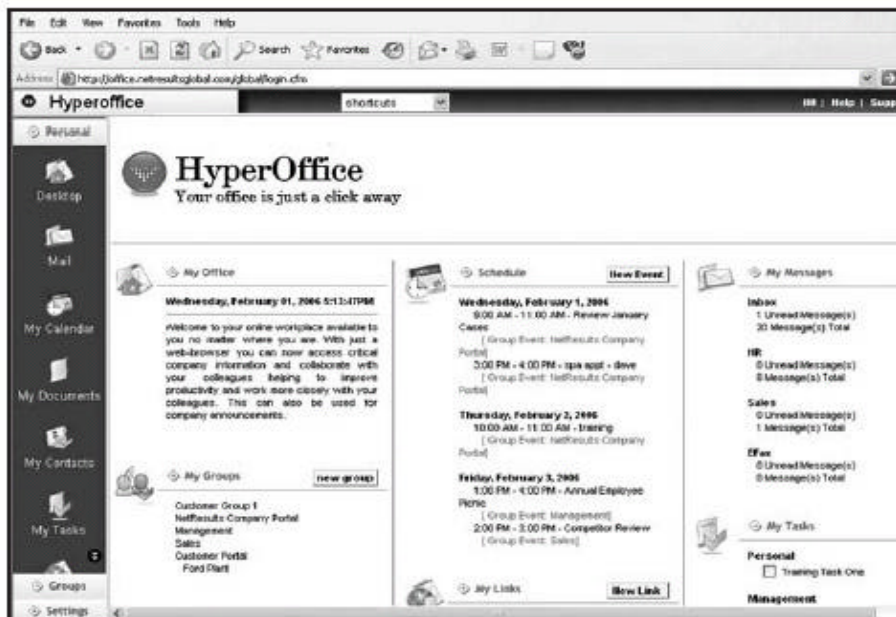 File Edit View Favorites Tools Help
Back Search Favorites
Address http://office.netresultsglobal.com/global/login.cfm
Hyperoffice
shortcuts
IM | Help | Supp
Personal
Desktop
Mail
My Calendar
My Documents
My Contacts
My Tasks
Groups
Settings
HyperOffice
Your office is just a click away
My Office
Wednesday, February 01, 2006 5:13:47PM
Welcome to your online workplace available to
you no matter where you are. With just a
web-browser you can now access critical
company information and collaborate with
your colleagues helping to improve
productivity and work more closely with your
colleagues. This can also be used for
company announcements.
My Groups
new group
Customer Group 1
NetResults Company Portal
Management
Sales
Customer Portal
Ford Plant
Schedule
New Event
Wednesday, February 1, 2006
9:00 AM - 11:00 AM - Review January
Cases
[ Group Event: NetResults Company
Portal]
3:00 PM - 4:00 PM - spa appt - dave
[ Group Event: NetResults Company
Portal]
Thursday, February 2, 2006
10:00 AM - 11:00 AM - training
[ Group Event: NetResults Company
Portal]
Friday, February 3, 2006
1:00 PM - 4:00 PM - Annual Employee
Picnic
[ Group Event: Management]
2:00 PM - 3:00 PM - Competitor Review
[ Group Event: Sales]
My Links
New Link
My Messages
Inbox
1 Unread Message(s)
20 Message(s) Total
HR
0 Unread Message(s)
0 Message(s) Total
Sales
0 Unread Message(s)
1 Message(s) Total
EFax
0 Unread Message(s)
0 Message(s) Total
My Tasks
Personal
Training Task One
Management